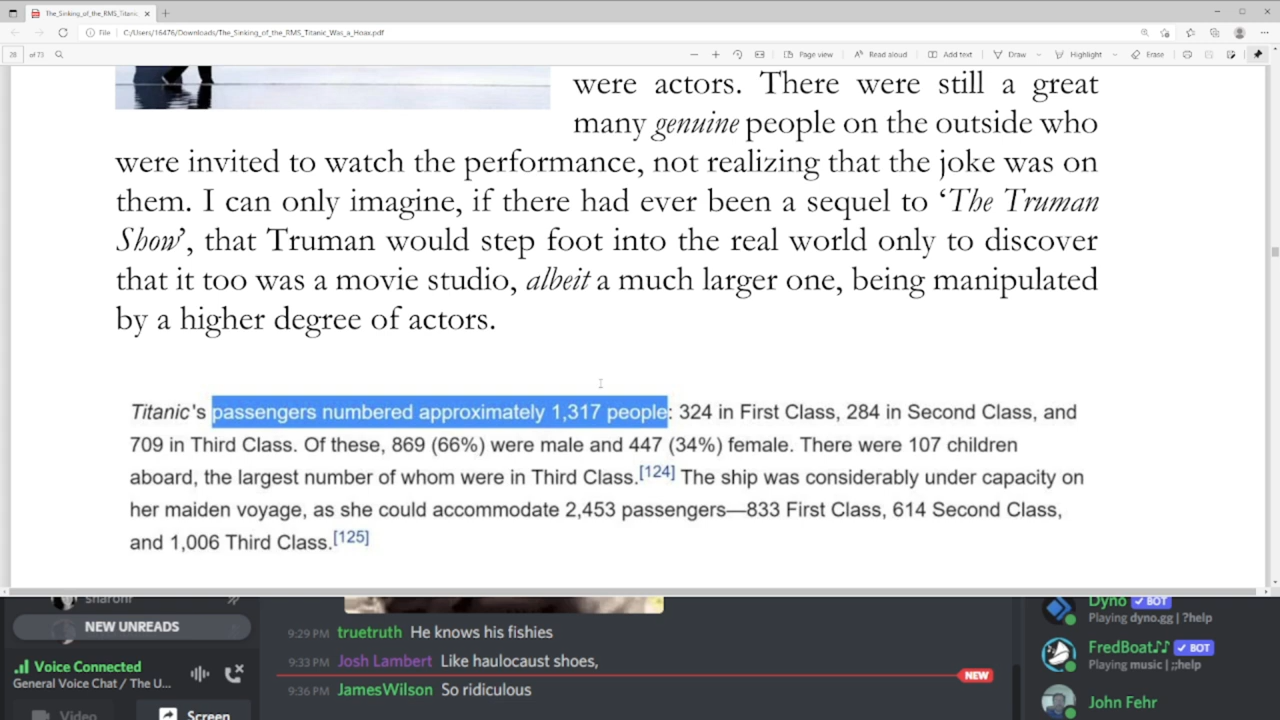 The_Sinking_of_the_RMS_Titanic
File
C:/Users/16476/Downloads/The_Sinking_of_the_RMS_Titanic_Was_a_Hoax.pdf
28 of 73
Page view
Read aloud
Add text
Draw
Highlight
Erase
were actors. There were still a great
many genuine people on the outside who
were invited to watch the performance, not realizing that the joke was on
them. I can only imagine, if there had ever been a sequel to ‘The Truman
Show’, that Truman would step foot into the real world only to discover
that it too was a movie studio, albeit a much larger one, being manipulated
by a higher degree of actors.
Titanic's passengers numbered approximately 1,317 people: 324 in First Class, 284 in Second Class, and
709 in Third Class. Of these, 869 (66%) were male and 447 (34%) female. There were 107 children
aboard, the largest number of whom were in Third Class.[124] The ship was considerably under capacity on
her maiden voyage, as she could accommodate 2,453 passengers—833 First Class, 614 Second Class,
and 1,006 Third Class.[125]
NEW UNREADS
Voice Connected
General Voice Chat / The U...
Video
Screen
9:29 PM truetruth He knows his fishies
9:33 PM Josh Lambert Like haulocaust shoes,
NEW
9:36 PM JamesWilson So ridiculous
Dyno BOT
Playing dyno.gg | ?help
FredBoat♪♪ BOT
Playing music | ;;help
John Fehr